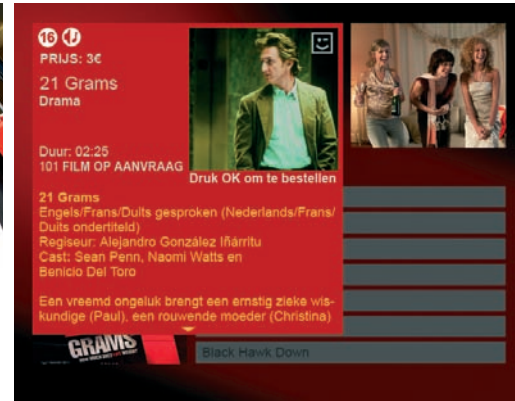 16
PRIJS: 3€
21 Grams
Drama
Duur: 02:25
101 FILM OP AANVRAAG
Druk OK om te bestellen
21 Grams
Engels/Frans/Duits gesproken (Nederlands/Frans/
Duits ondertiteld)
Regiseur: Alejandro González Iñárritu
Cast: Sean Penn, Naomi Watts en
Benicio Del Toro
Een vreemd ongeluk brengt een ernstig zieke wis-
kundige (Paul), een rouwende moeder (Christina)
GRAMS
Black Hawk Down